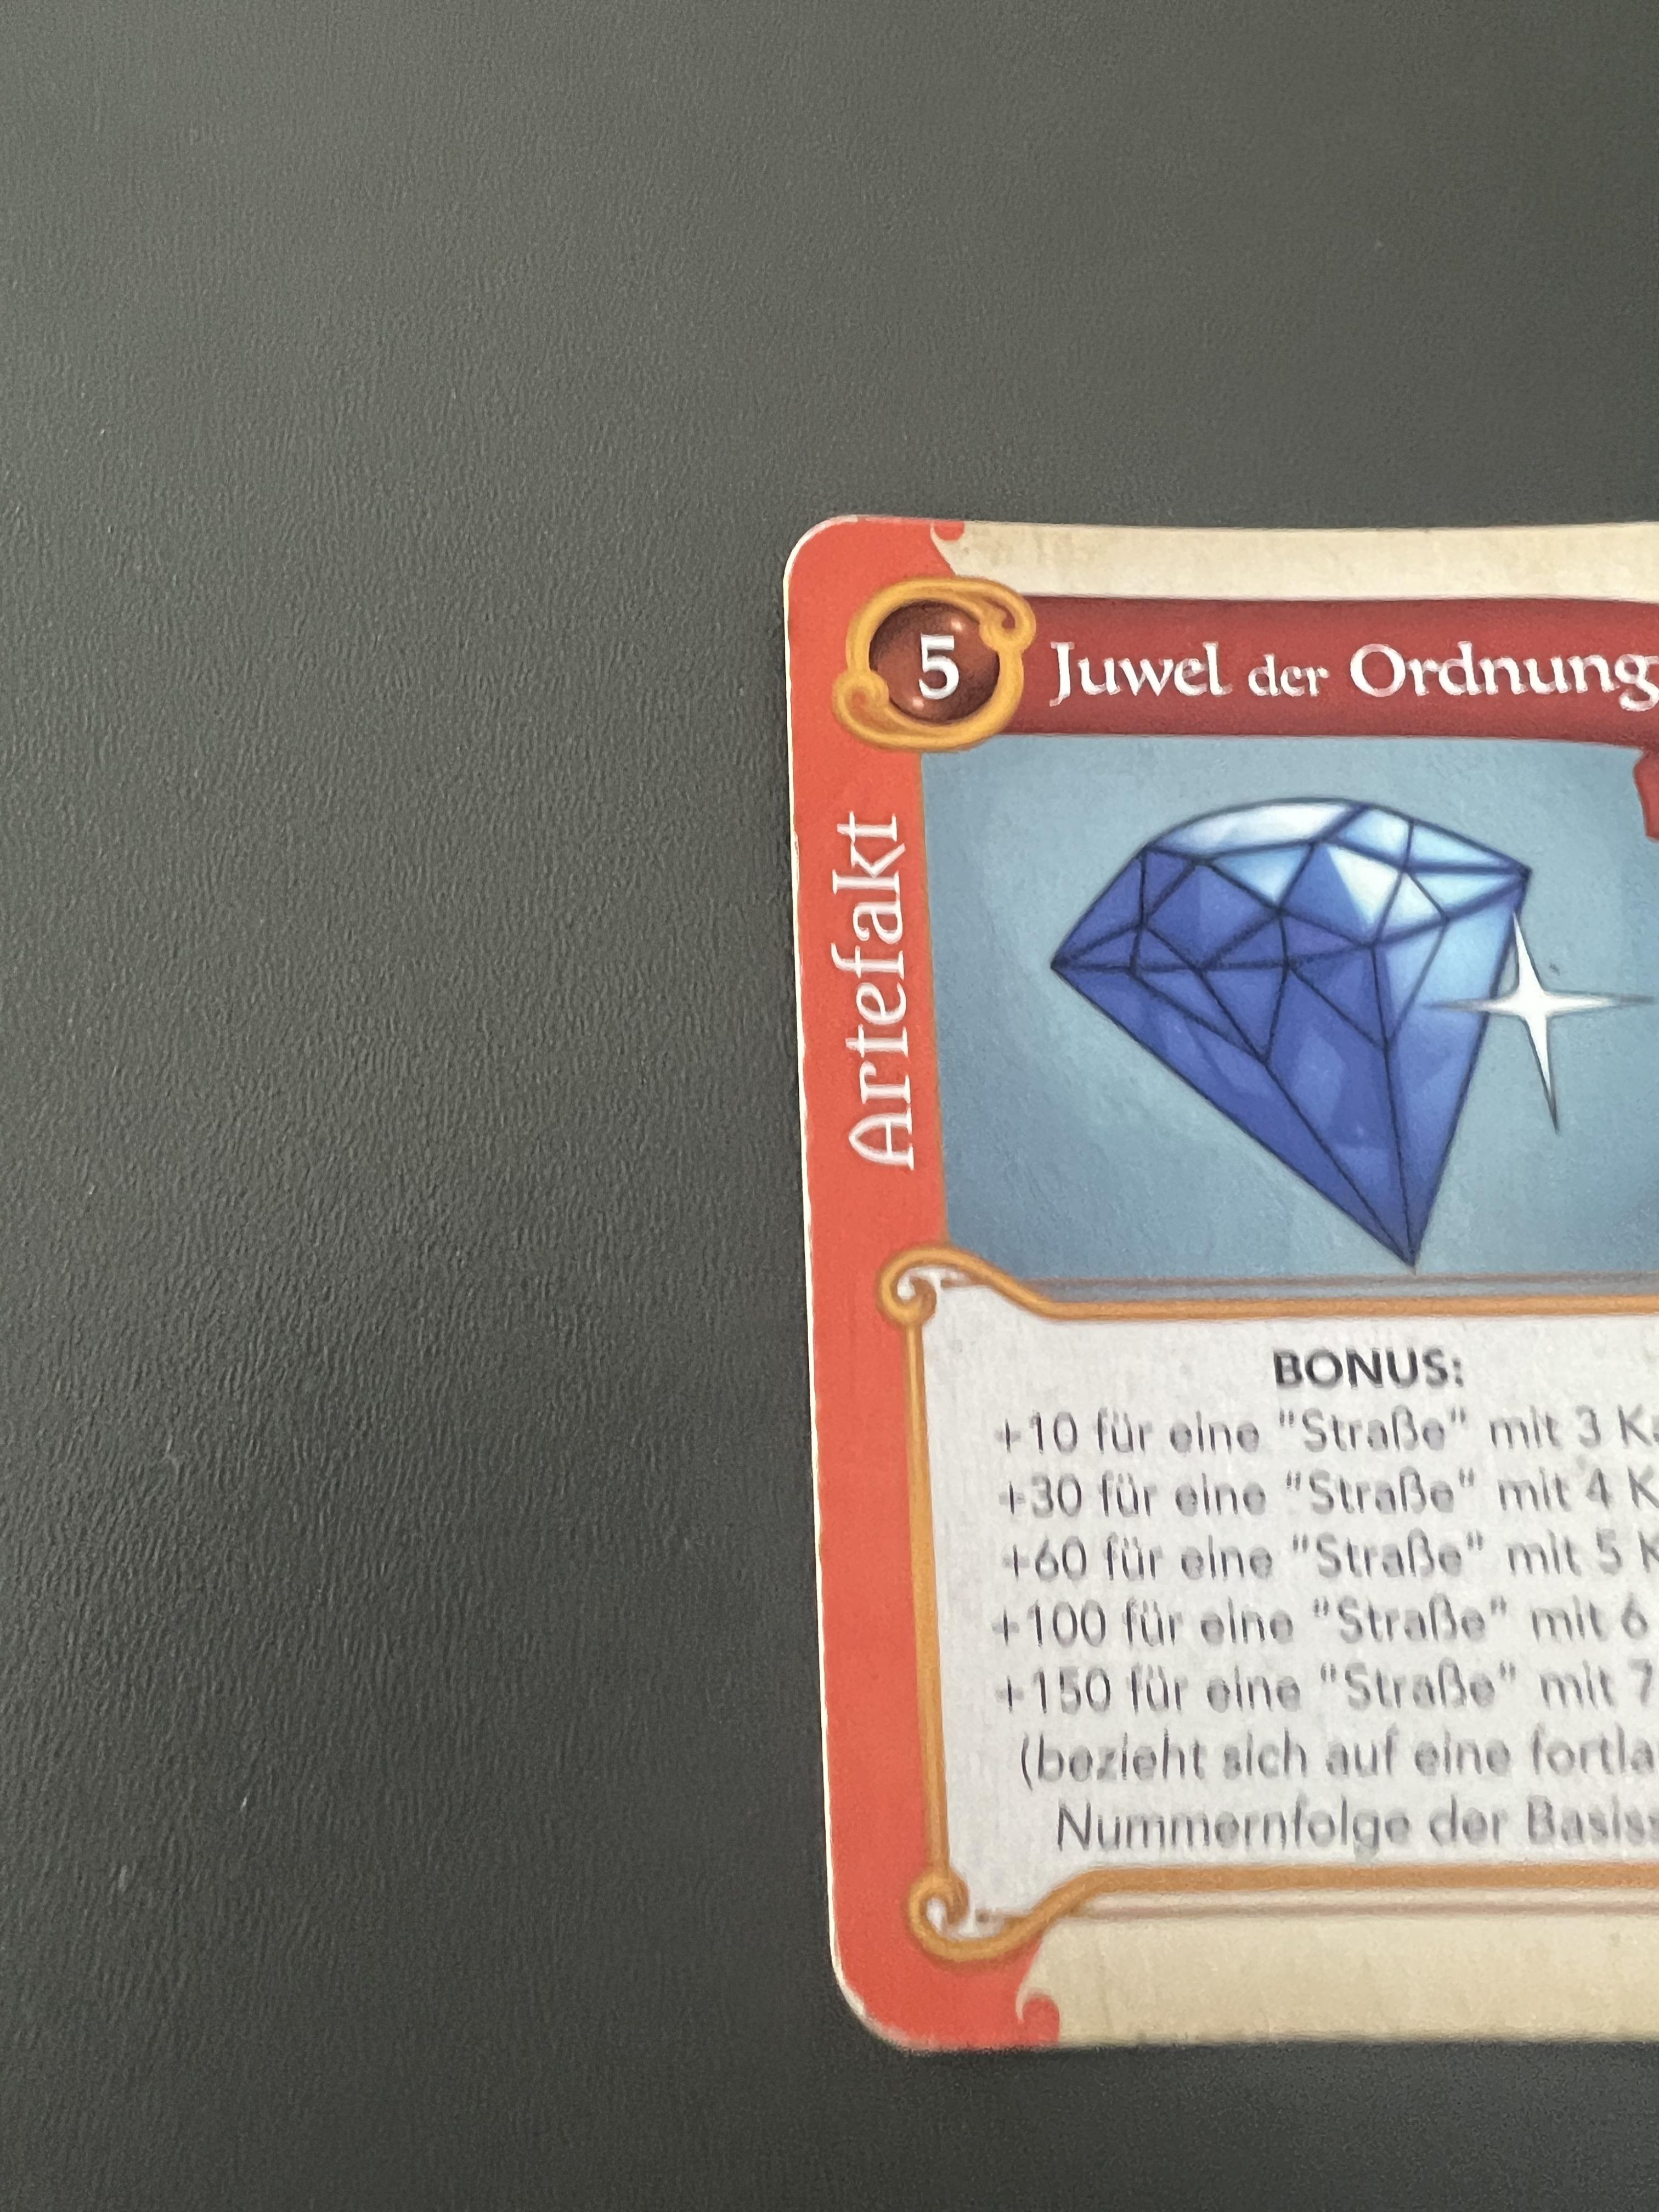 5 Juwel der Ordnung
Artefakt
BONUS:
+10 für eine "Straße" mit 3
+30 für eine "Straße" mit 4
+60 für eine "Straße" mit 5
+100 für eine "Straße" mit 6
+150 für eine "Straße" mit 7
(bezieht sich auf eine
Nummernfolge der